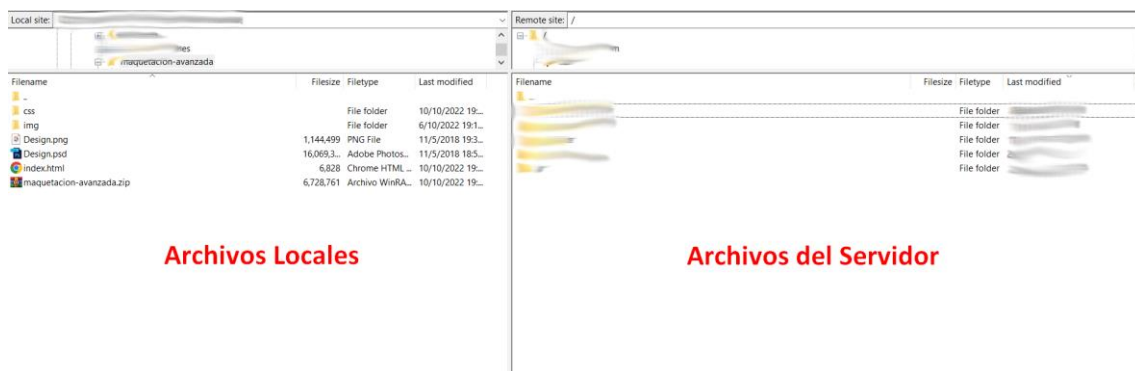 Local site:
maquetacion-avanzada
Filename Filesize Filetype Last modified
..
css File folder 10/10/2022 19:...
img File folder 6/10/2022 19:1...
Design.png 1,144,499 PNG File 11/5/2018 19:3...
Design.psd 16,069,3... Adobe Photos... 11/5/2018 18:5...
index.html 6,828 Chrome HTML ... 10/10/2022 19:...
maquetacion-avanzada.zip 6,728,761 Archivo WinRA... 10/10/2022 19:...
Archivos Locales
Remote site: /
/
Filename Filesize Filetype Last modified
..
File folder
File folder
File folder
File folder
File folder
Archivos del Servidor